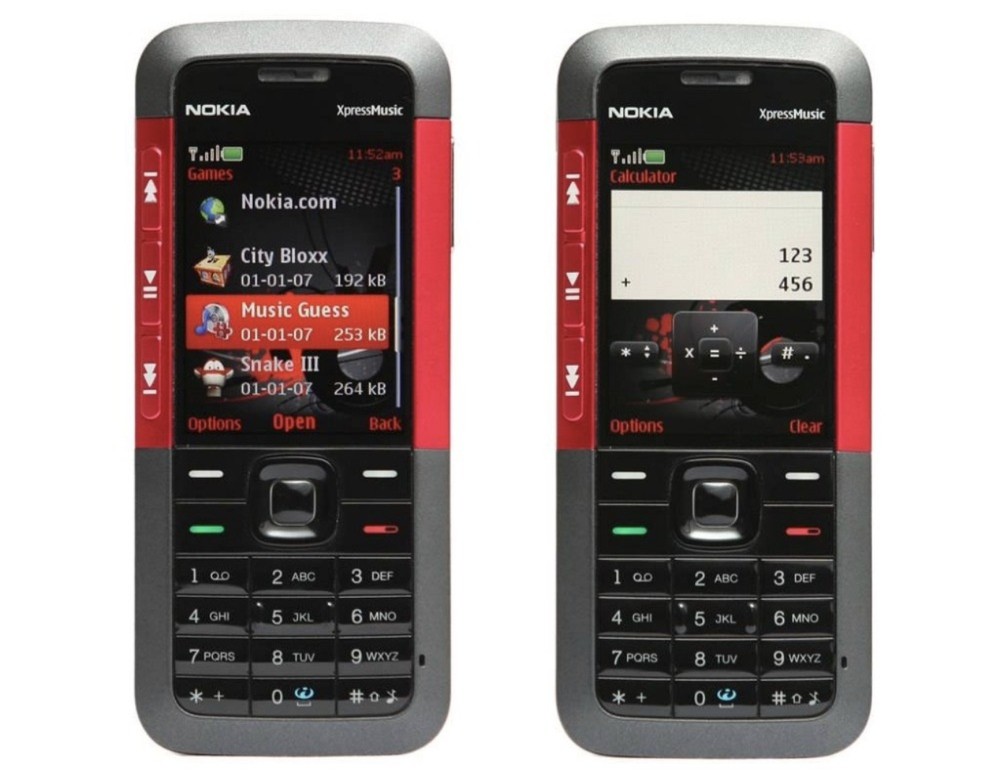 NOKIA XpressMusic
11:52am
Games 3
Nokia.com
City Bloxx
01-01-07 192 kB
Music Guess
01-01-07 253 kB
Snake III
01-01-07 264 kB
Options Open Back
1 2 ABC 3 DEF
4 GHI 5 JKL 6 MNO
7 PQRS 8 TUV 9 WXYZ
* + 0 #
NOKIA XpressMusic
11:53am
Calculator
123
+ 456
+
* x = ÷ # .
-
Options Clear
1 2 ABC 3 DEF
4 GHI 5 JKL 6 MNO
7 PQRS 8 TUV 9 WXYZ
* + 0 #